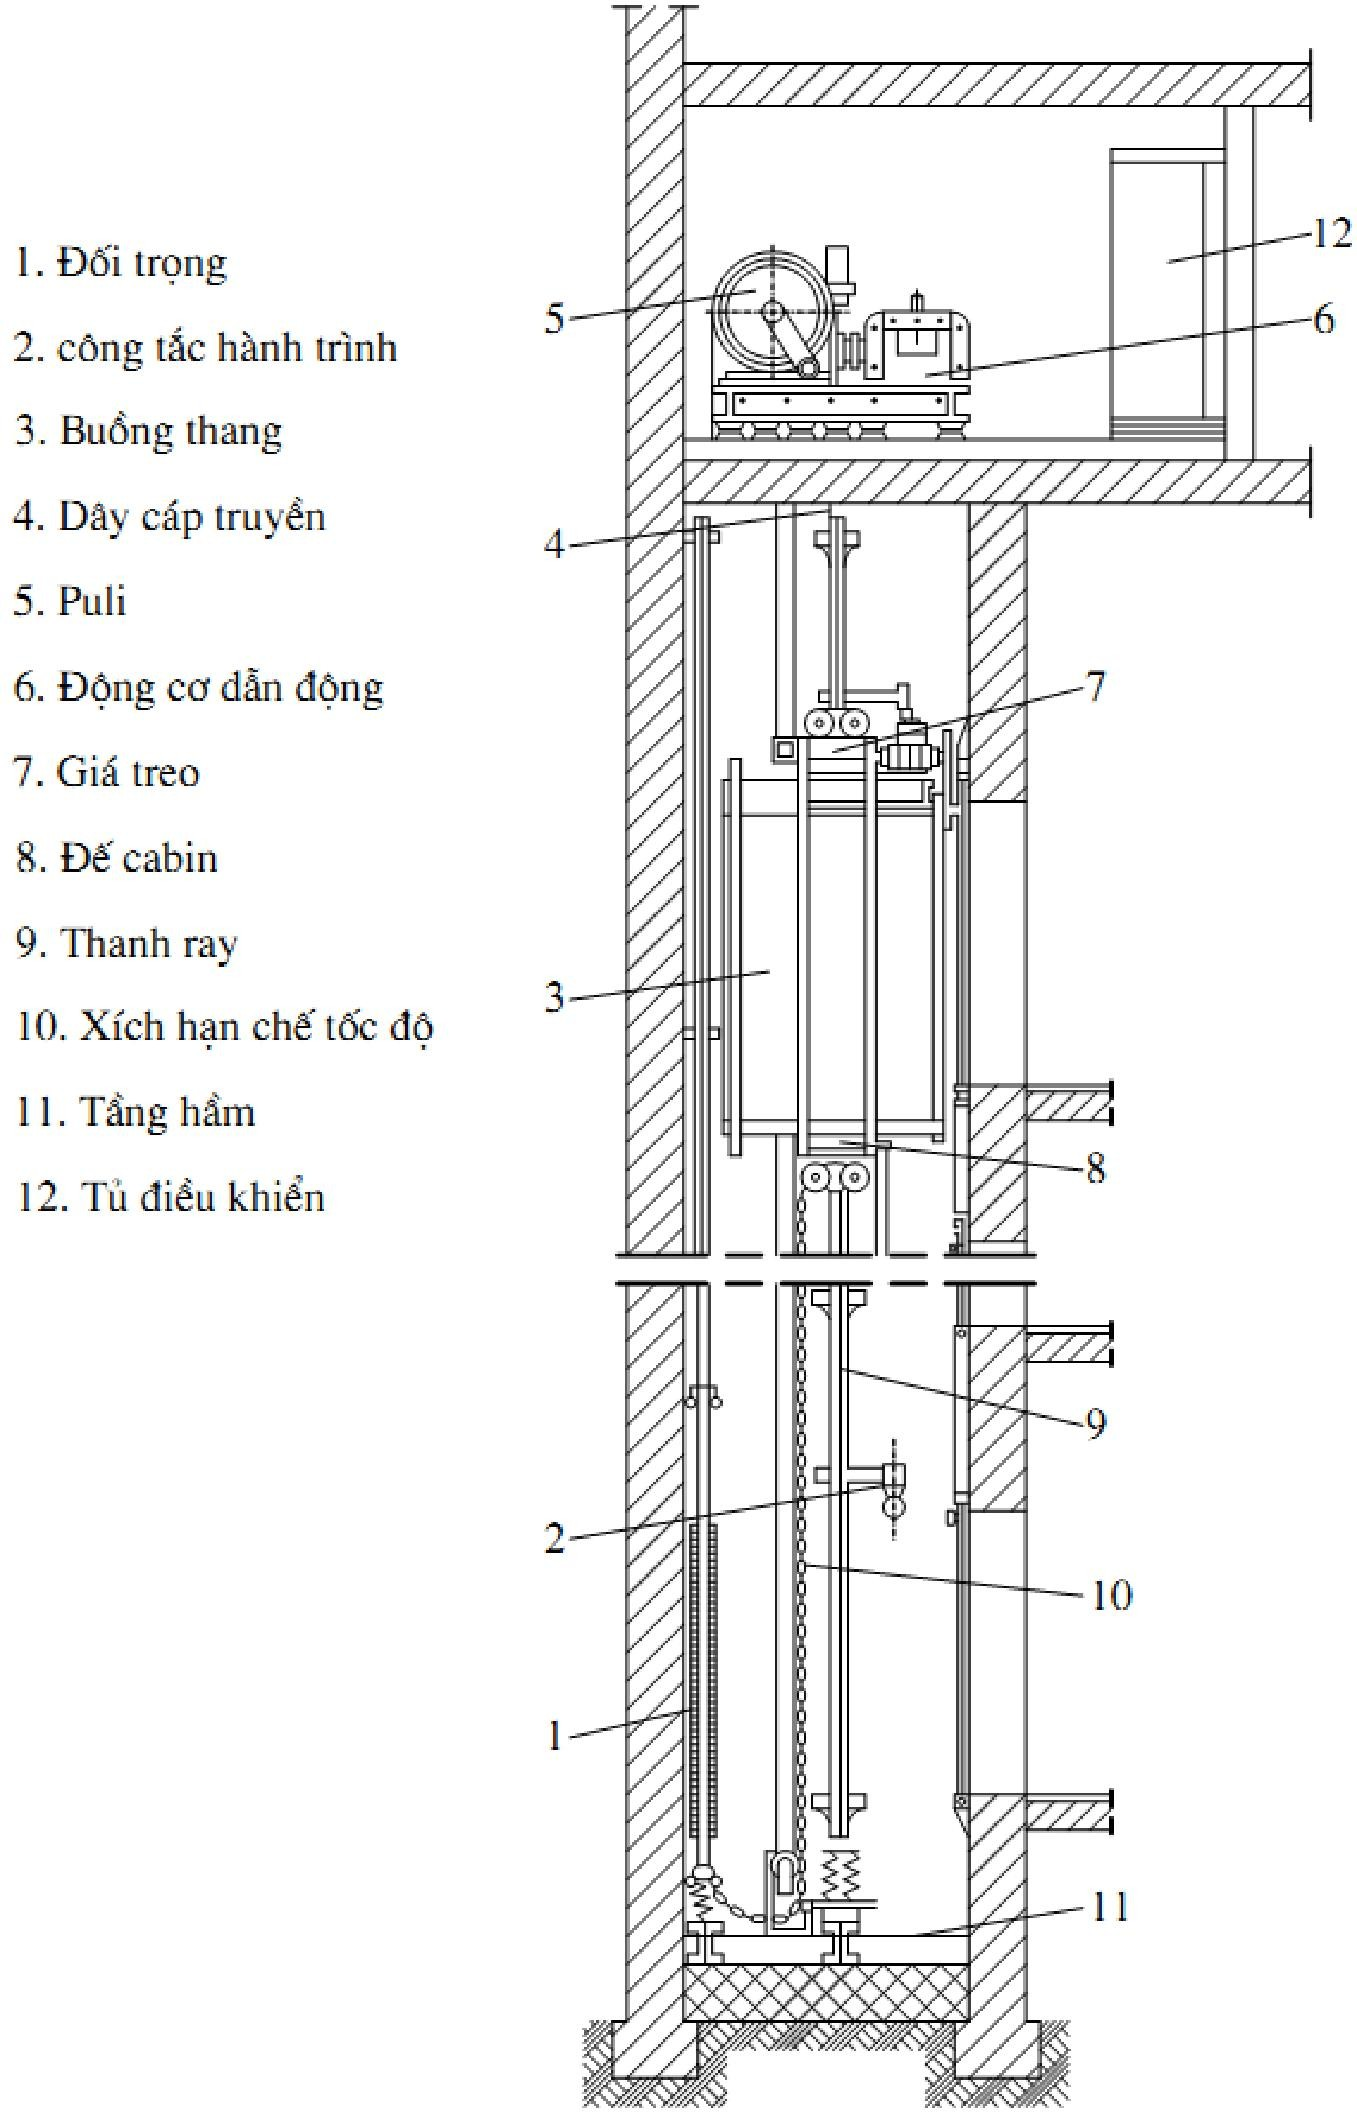 1. Đối trọng
2. công tắc hành trình
3. Buồng thang
4. Dây cáp truyền
5. Puli
6. Động cơ dẫn động
7. Giá treo
8. Đế cabin
9. Thanh ray
10. Xích hạn chế tốc độ
11. Tầng hầm
12. Tủ điều khiển
12
5
6
4
7
3
8
9
2
10
1
11